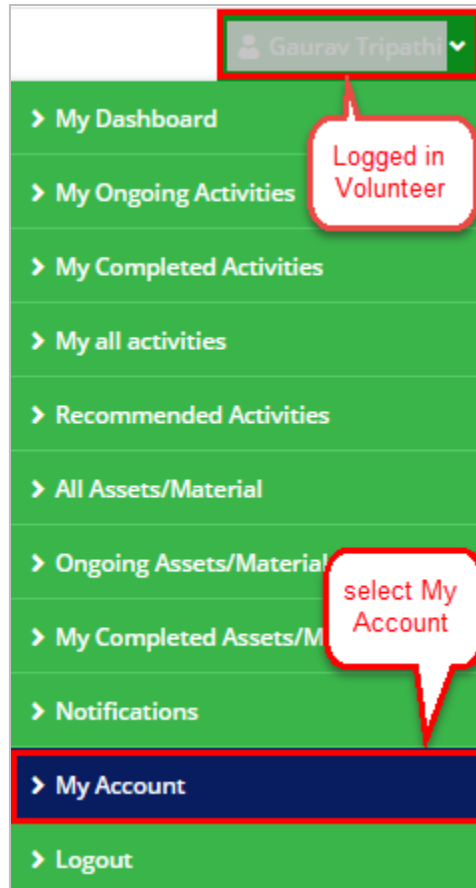 Gaurav Tripathi
My Dashboard
Logged in
Volunteer
My Ongoing Activities
My Completed Activities
My all activities
Recommended Activities
All Assets/Material
Ongoing Assets/Material
select My
Account
My Completed Assets/M
Notifications
My Account
Logout